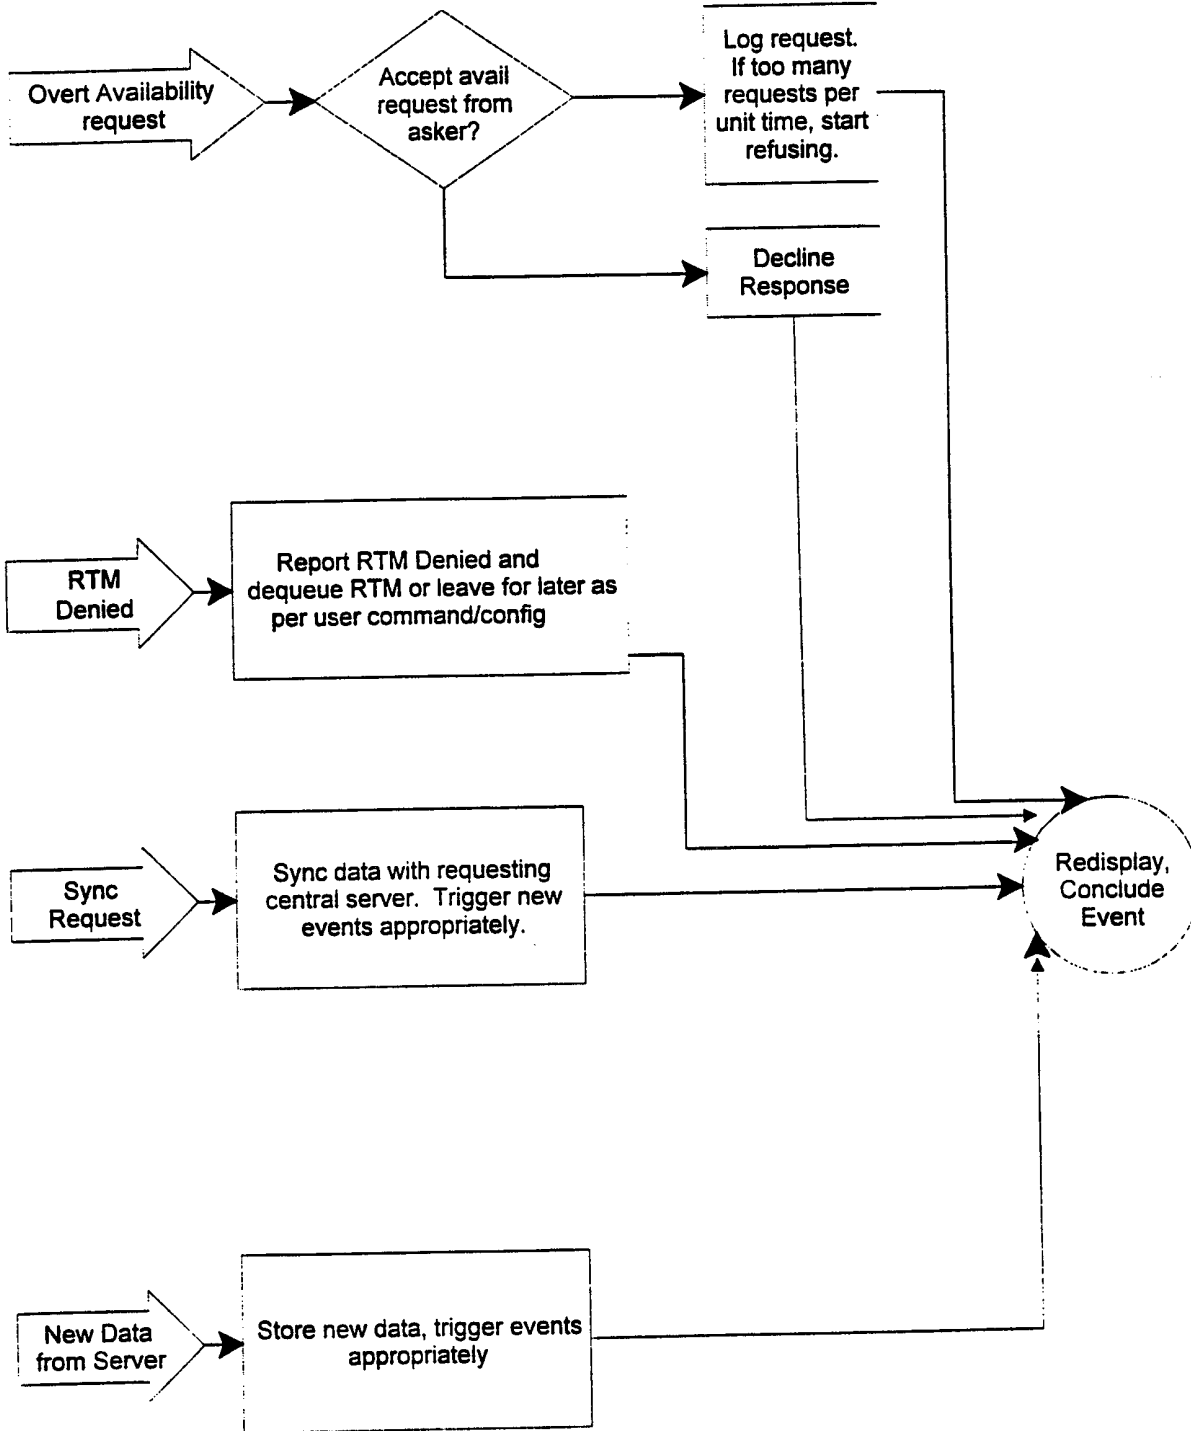 Overt Availability
request
Accept avail
request from
asker?
Log request.
If too many
requests per
unit time, start
refusing.
Decline
Response
RTM
Denied
Report RTM Denied and
dequeue RTM or leave for later as
per user command/config
Sync
Request
Sync data with requesting
central server.  Trigger new
events appropriately.
Redisplay,
Conclude
Event
New Data
from Server
Store new data, trigger events
appropriately